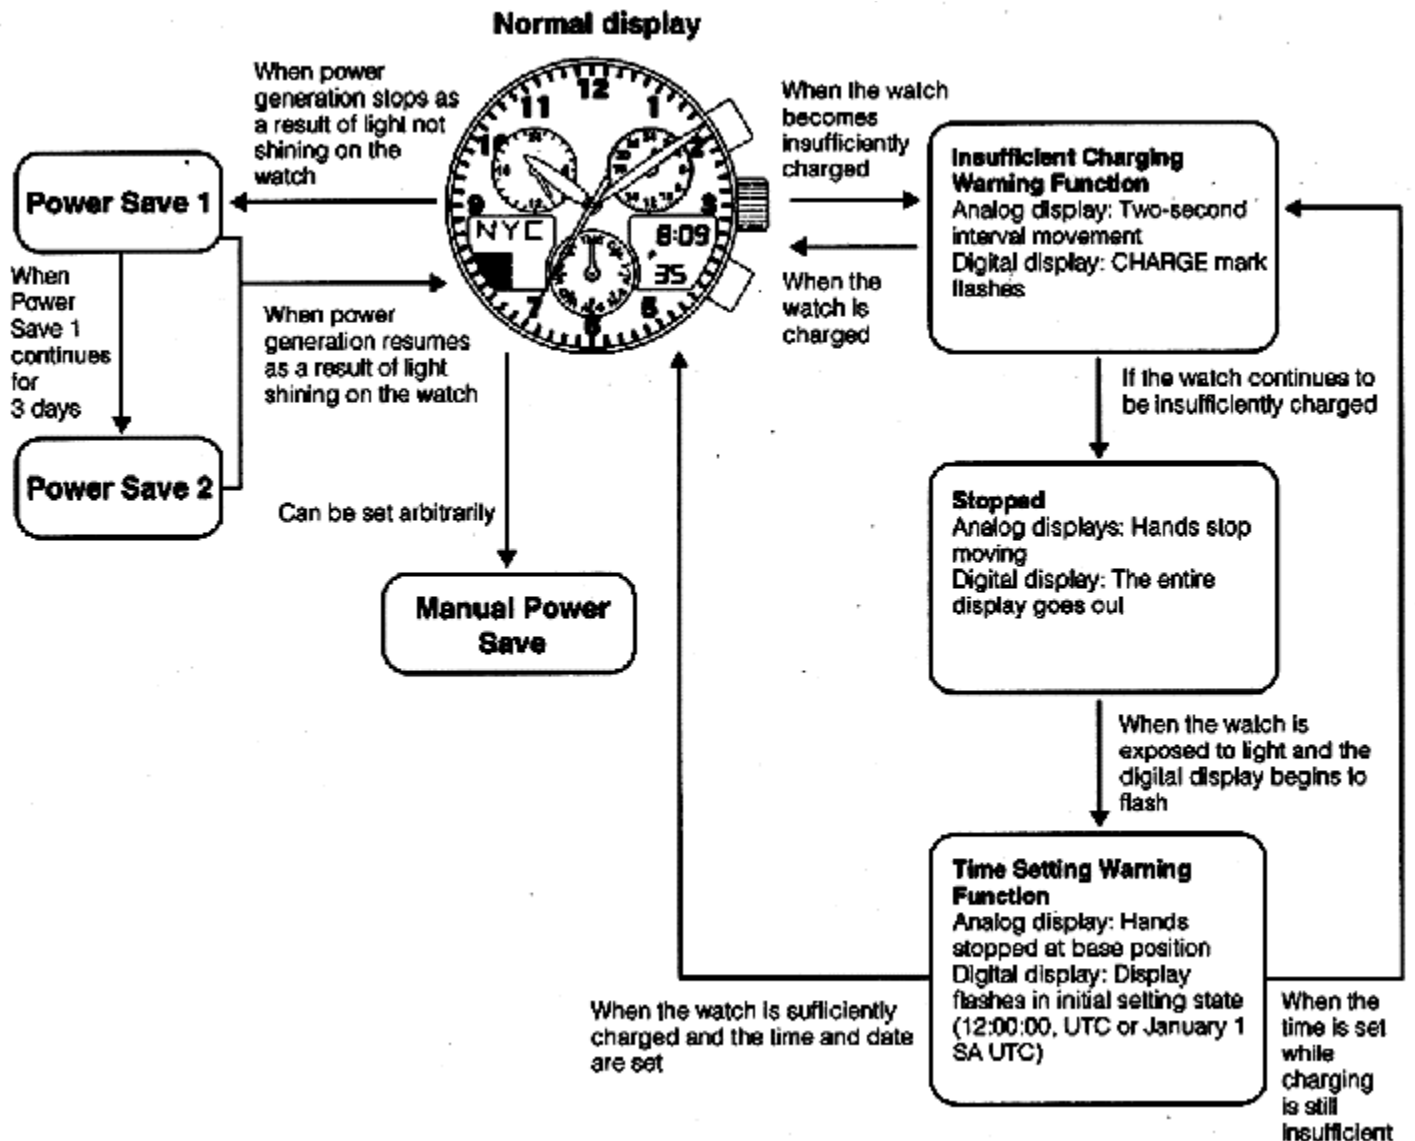 Normal display
When power
generation stops as
a result of light not
shining on the
watch
Power Save 1
When
Power
Save 1
continues
for
3 days
Power Save 2
When power
generation resumes
as a result of light
shining on the watch
12
1
2
3
5
6
7
9
10
11
NYC
8:09
35
Can be set arbitrarily
Manual Power
Save
When the watch
becomes
insufficiently
charged
When the
watch is
charged
Insufficient Charging
Warning Function
Analog display: Two-second
interval movement
Digital display: CHARGE mark
flashes
If the watch continues to
be insufficiently charged
Stopped
Analog displays: Hands stop
moving
Digital display: The entire
display goes out
When the watch is
exposed to light and the
digital display begins to
flash
Time Setting Warning
Function
Analog display: Hands
stopped at base position
Digital display: Display
flashes in initial setting state
(12:00:00, UTC or January 1
SA UTC)
When the watch is sufficiently
charged and the time and date
are set
When the
time is set
while
charging
is still
insufficient